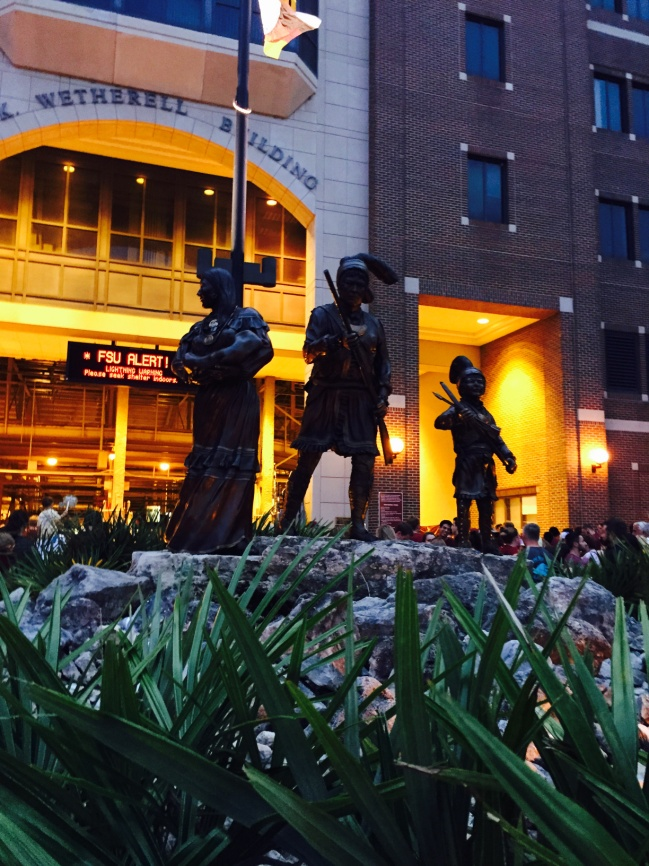 K. WETHERELL BUILDING
* FSU ALERT!
LIGHTNING WARNING
Please seek shelter indoors.